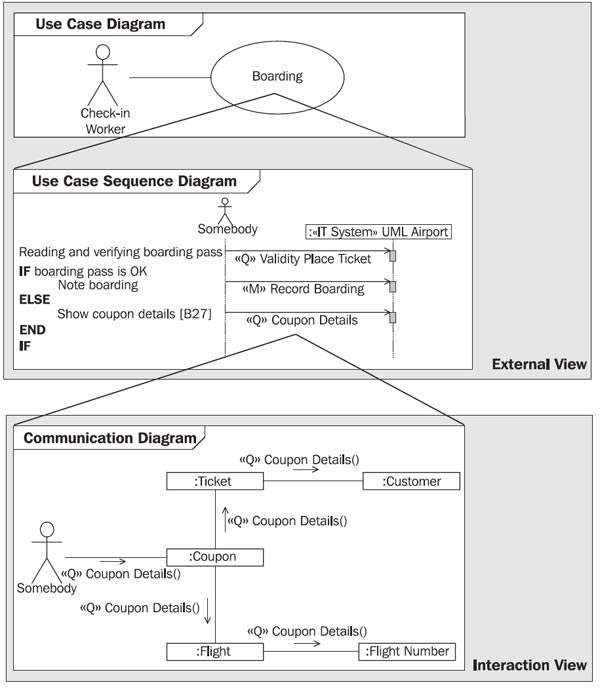 Use Case Diagram
Boarding
Check-in
Worker
Use Case Sequence Diagram
Somebody
:«IT System» UML Airport
Reading and verifying boarding pass
«Q» Validity Place Ticket
IF boarding pass is OK
Note boarding
«M» Record Boarding
ELSE
Show coupon details [B27]
«Q» Coupon Details
END
IF
External View
Communication Diagram
«Q» Coupon Details()
:Ticket
:Customer
«Q» Coupon Details()
:Coupon
«Q» Coupon Details()
Somebody
«Q» Coupon Details()
«Q» Coupon Details()
:Flight
:Flight Number
Interaction View